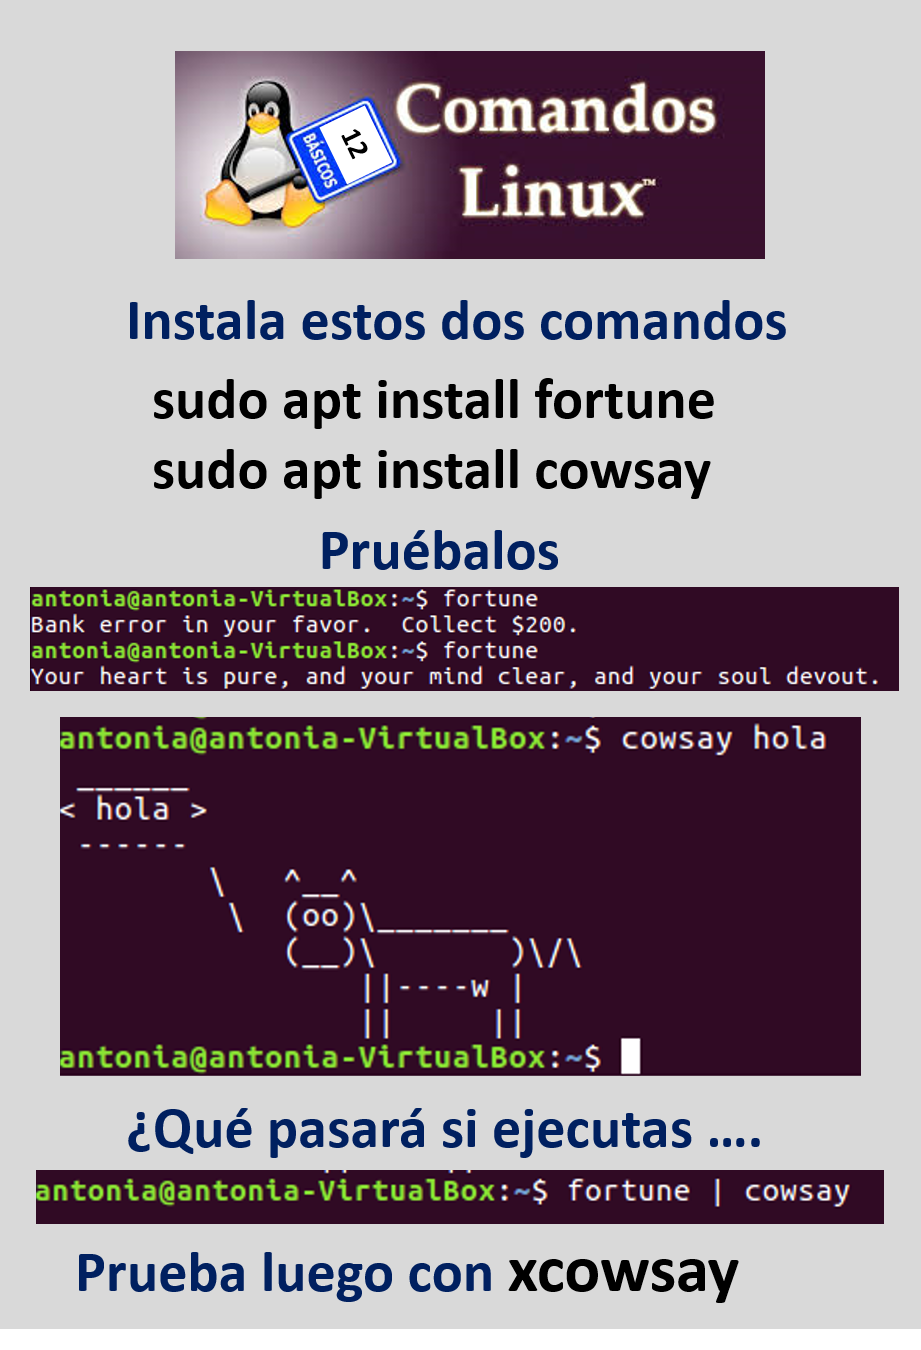 Comandos
Linux™
BÁSICOS
12
Instala estos dos comandos
sudo apt install fortune
sudo apt install cowsay
Pruébalos
antonia@antonia-VirtualBox:~$ fortune
Bank error in your favor.  Collect $200.
antonia@antonia-VirtualBox:~$ fortune
Your heart is pure, and your mind clear, and your soul devout.
antonia@antonia-VirtualBox:~$ cowsay hola
 ______
< hola >
 ------
        \   ^__^
         \  (oo)\_______
            (__)\       )\/\
                ||----w |
                ||     ||
antonia@antonia-VirtualBox:~$
¿Qué pasará si ejecutas ....
antonia@antonia-VirtualBox:~$ fortune | cowsay
Prueba luego con xcowsay